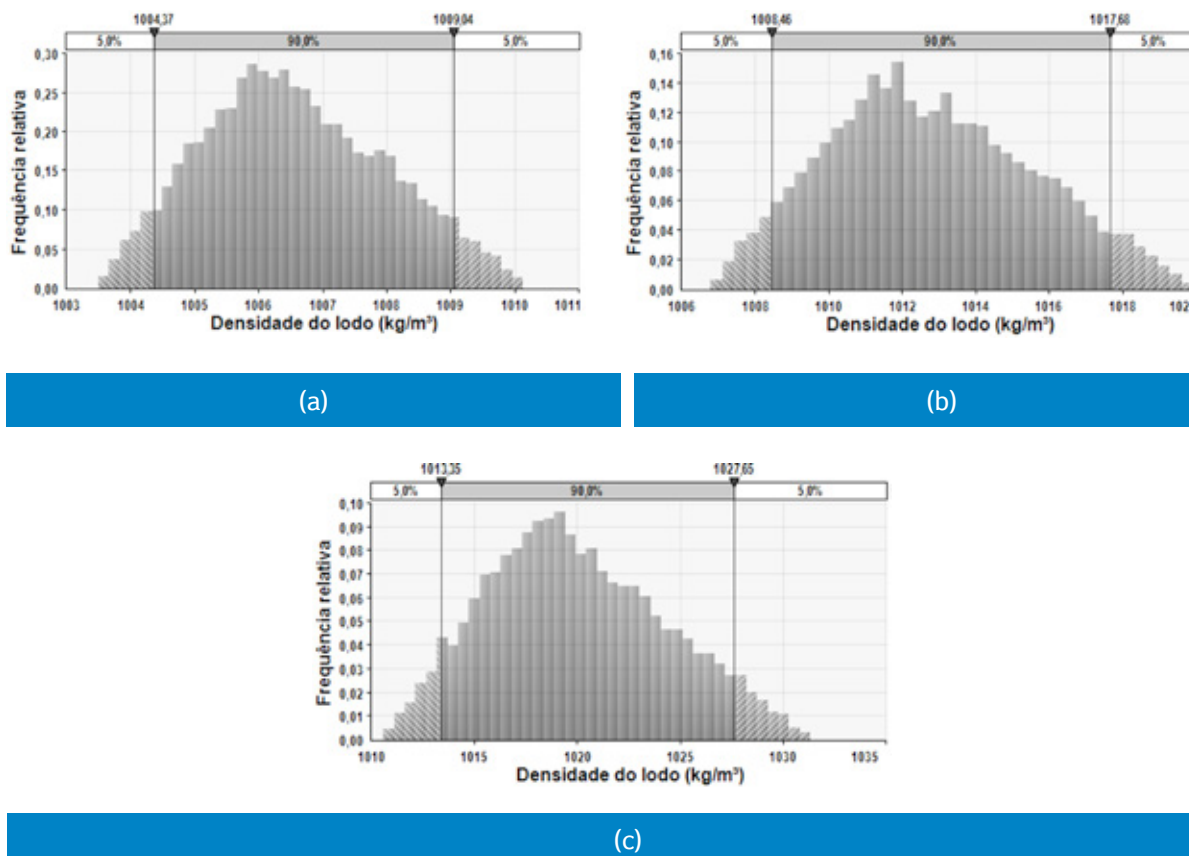 1004,37 1009,04
5,0% 90,0% 5,0%
0,30
0,25
0,20
0,15
0,10
0,05
0,00
Frequência relativa
1003 1004 1005 1006 1007 1008 1009 1010 1011
Densidade do lodo (kg/m³)
(a)
1008,46 1017,68
5,0% 90,0% 5,0%
0,16
0,14
0,12
0,10
0,08
0,06
0,04
0,02
0,00
Frequência relativa
1006 1008 1010 1012 1014 1016 1018
Densidade do lodo (kg/m³)
(b)
1013,35 1027,65
5,0% 90,0% 5,0%
0,10
0,09
0,08
0,07
0,06
0,05
0,04
0,03
0,02
0,01
0,00
Frequência relativa
1010 1015 1020 1025 1030 1035
Densidade do lodo (kg/m³)
(c)